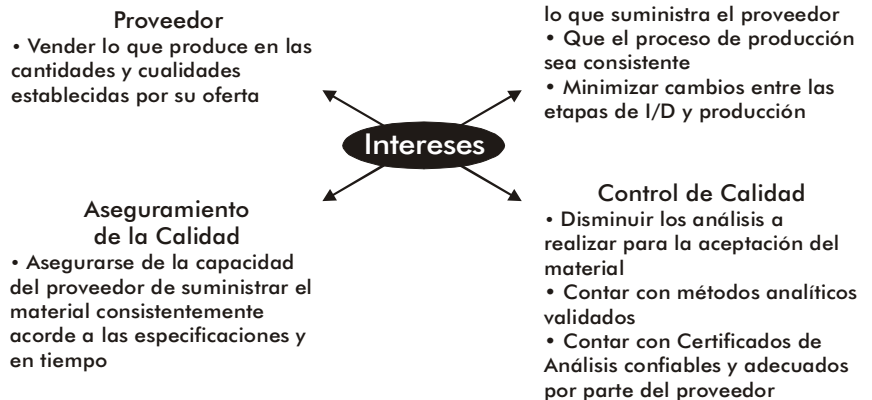 Proveedor
• Vender lo que produce en las
cantidades y cualidades
establecidas por su oferta
lo que suministra el proveedor
• Que el proceso de producción
sea consistente
• Minimizar cambios entre las
etapas de I/D y producción
Intereses
Aseguramiento
de la Calidad
• Asegurarse de la capacidad
del proveedor de suministrar el
material consistentemente
acorde a las especificaciones y
en tiempo
Control de Calidad
• Disminuir los análisis a
realizar para la aceptación del
material
• Contar con métodos analíticos
validados
• Contar con Certificados de
Análisis confiables y adecuados
por parte del proveedor